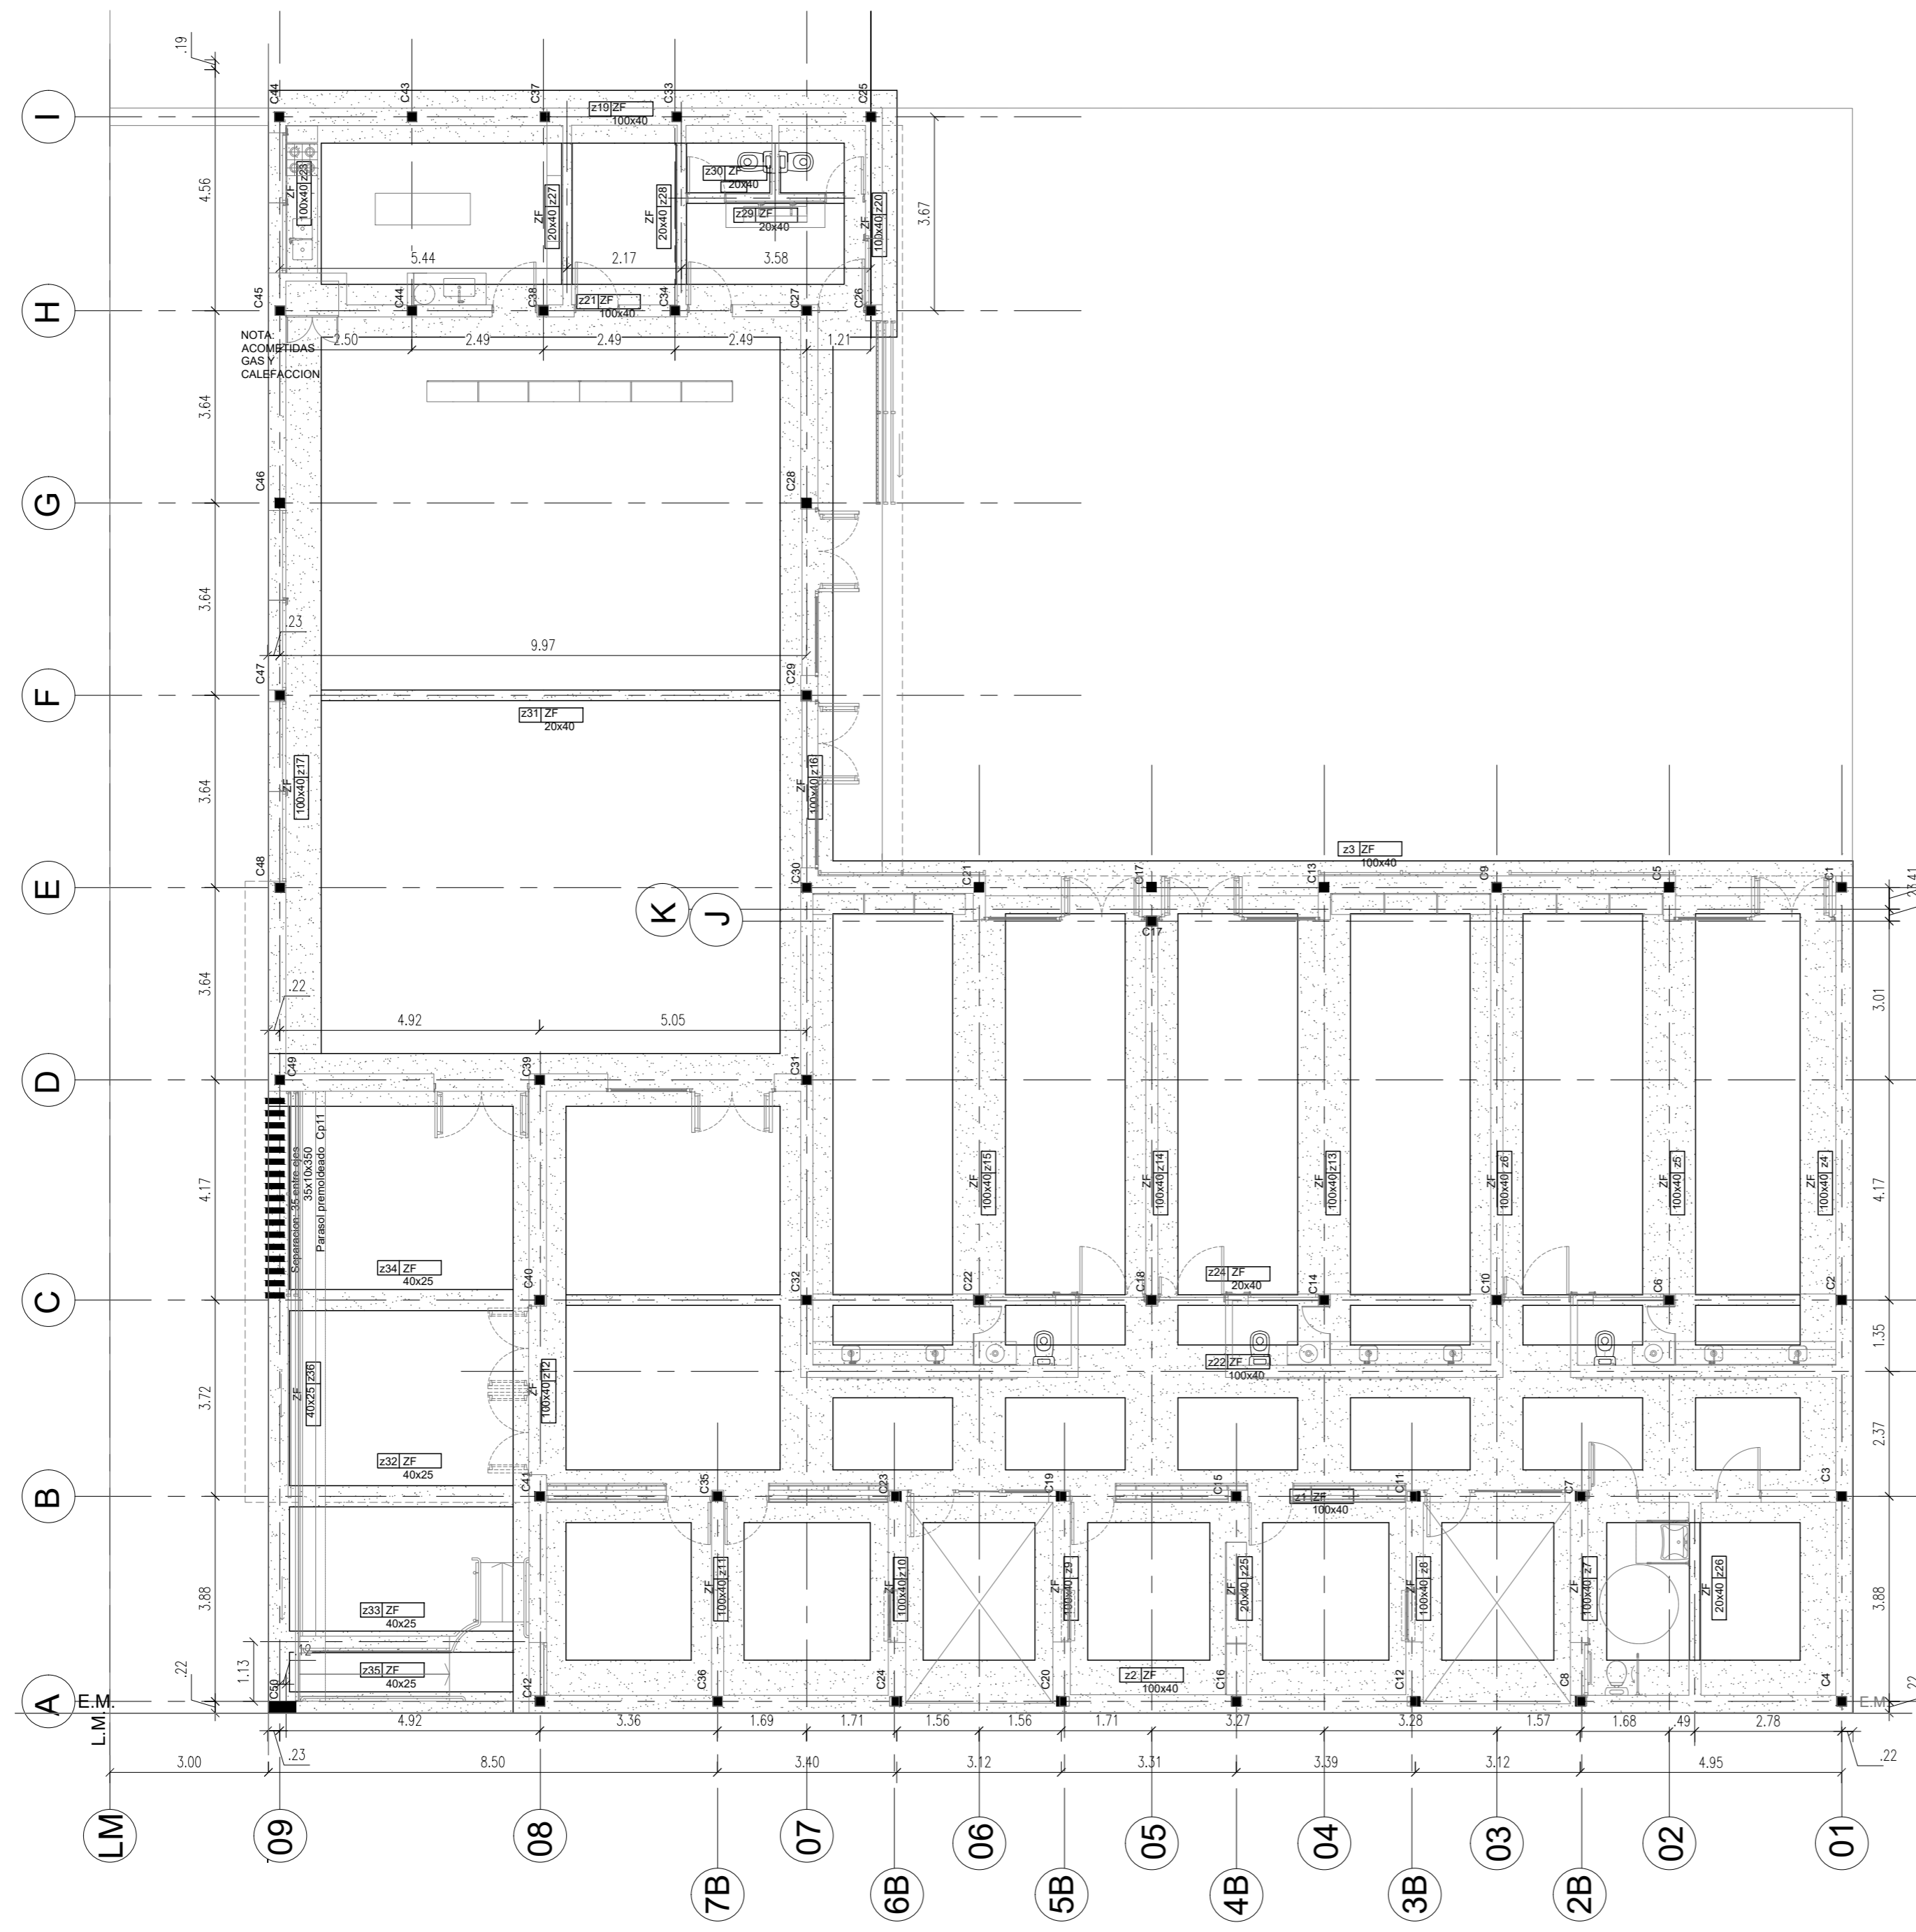 .19
C44
C43
C37
C33
C25
I
z19 ZF
100x40
4.56
ZF
100x40 z23
ZF
20x40 z27
ZF
20x40 z28
z30 ZF
20x40
z29 ZF
20x40
ZF
100x40 z20
3.67
5.44
2.17
3.58
C45
C44
C38
C34
C27
C26
H
z21 ZF
100x40
NOTA:
ACOMETIDAS
GAS Y
CALEFACCION
2.50
2.49
2.49
2.49
1.21
3.64
C46
C28
G
3.64
.23
9.97
C47
C29
F
z31 ZF
20x40
3.64
ZF
100x40 z17
ZF
100x40 z16
z3 ZF
100x40
C48
C30
C21
C17
C13
C9
C5
C1
E
K
J
C17
3.64
.22
4.92
5.05
3.01
C49
C39
C31
D
Separacion: 35 entre ejes
35x10x350
Parasol premoldeado Cp11
4.17
ZF
100x40 z15
ZF
100x40 z14
ZF
100x40 z13
ZF
100x40 z6
ZF
100x40 z5
ZF
100x40 z4
4.17
z34 ZF
40x25
z24 ZF
20x40
C40
C32
C22
C18
C14
C10
C6
C2
C
1.35
3.72
ZF
40x25 z36
ZF
100x40 z12
z22 ZF
100x40
2.37
z32 ZF
40x25
C41
C35
C23
C19
C15
C11
C7
C3
B
z1 ZF
100x40
3.88
ZF
100x40 z11
ZF
100x40 z10
ZF
100x40 z9
ZF
20x40 z25
ZF
100x40 z8
ZF
100x40 z7
ZF
20x40 z26
3.88
z33 ZF
40x25
.22
1.13
.12
z35 ZF
40x25
z2 ZF
100x40
C50
C42
C36
C24
C20
C16
C12
C8
C4
.22
A
E.M.
L.M.
E.M.
4.92
3.36
1.69
1.71
1.56
1.56
1.71
3.27
3.28
1.57
1.68
.49
2.78
3.00
.23
8.50
3.40
3.12
3.31
3.39
3.12
4.95
.22
LM
09
08
07
06
05
04
03
02
01
7B
6B
5B
4B
3B
2B